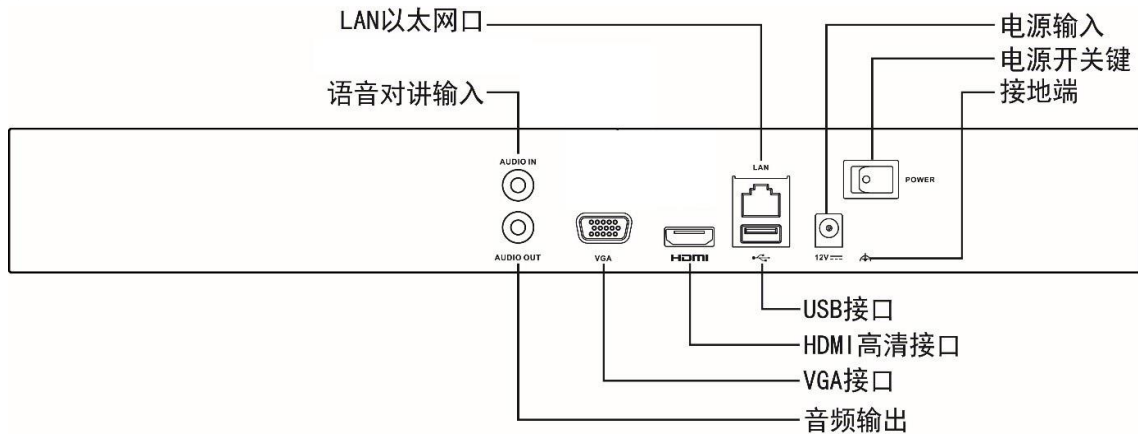 LAN以太网口
电源输入
电源开关键
语音对讲输入
接地端
AUDIO IN
LAN
POWER
AUDIO OUT
VGA
HDMI
12V
USB接口
HDMI高清接口
VGA接口
音频输出